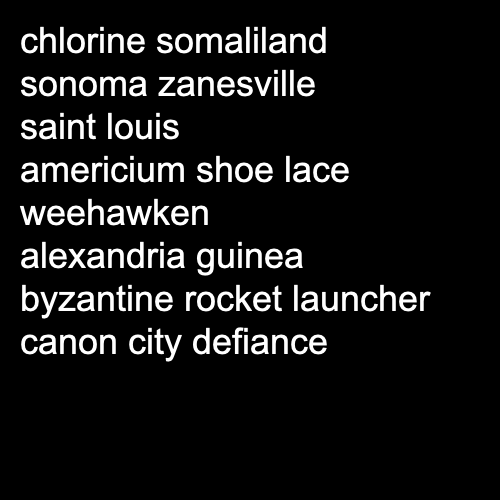 chlorine somaliland
sonoma zanesville
saint louis
americium shoe lace
weehawken
alexandria guinea
byzantine rocket launcher
canon city defiance